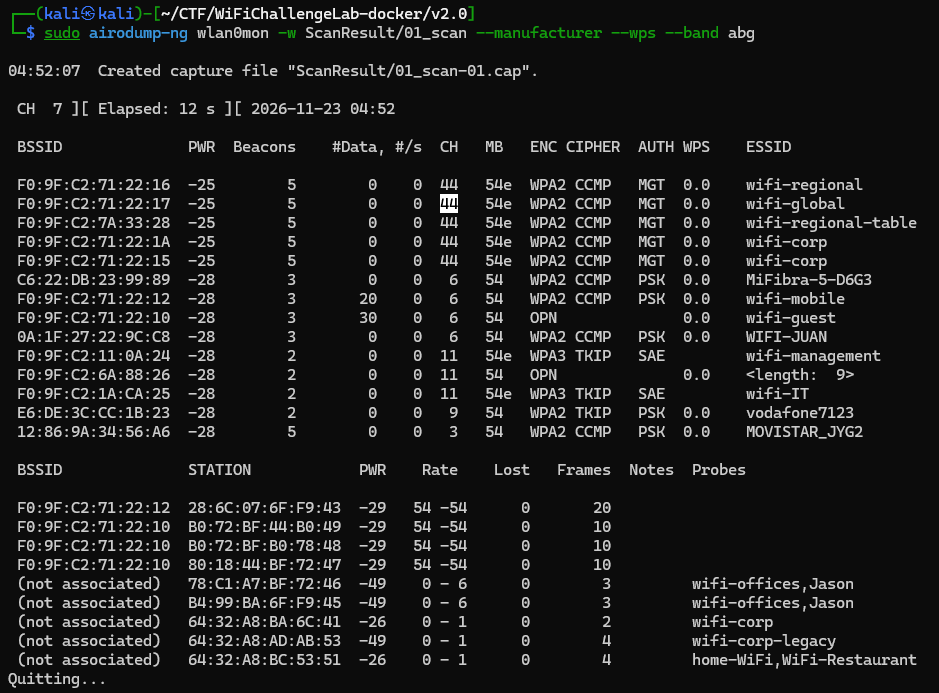 ┌──(kali㉿kali)-[~/CTF/WiFiChallengeLab-docker/v2.0]
└─$ sudo airodump-ng wlan0mon -w ScanResult/01_scan --manufacturer --wps --band abg
04:52:07  Created capture file "ScanResult/01_scan-01.cap".
CH  7 ][ Elapsed: 12 s ][ 2026-11-23 04:52
BSSID              PWR  Beacons    #Data, #/s  CH   MB   ENC CIPHER  AUTH WPS    ESSID
F0:9F:C2:71:22:16  -25        5        0    0  44   54e  WPA2 CCMP   MGT  0.0    wifi-regional
F0:9F:C2:71:22:17  -25        5        0    0  44   54e  WPA2 CCMP   MGT  0.0    wifi-global
F0:9F:C2:7A:33:28  -25        5        0    0  44   54e  WPA2 CCMP   MGT  0.0    wifi-regional-table
F0:9F:C2:71:22:1A  -25        5        0    0  44   54e  WPA2 CCMP   MGT  0.0    wifi-corp
F0:9F:C2:71:22:15  -25        5        0    0  44   54e  WPA2 CCMP   MGT  0.0    wifi-corp
C6:22:DB:23:99:89  -28        3        0    0   6   54   WPA2 CCMP   PSK  0.0    MiFibra-5-D6G3
F0:9F:C2:71:22:12  -28        3       20    0   6   54   WPA2 CCMP   PSK  0.0    wifi-mobile
F0:9F:C2:71:22:10  -28        3       30    0   6   54   OPN              0.0    wifi-guest
0A:1F:27:22:9C:C8  -28        3        0    0   6   54   WPA2 CCMP   PSK  0.0    WIFI-JUAN
F0:9F:C2:11:0A:24  -28        2        0    0  11   54e  WPA3 TKIP   SAE         wifi-management
F0:9F:C2:6A:88:26  -28        2        0    0  11   54   OPN              0.0    <length:  9>
F0:9F:C2:1A:CA:25  -28        2        0    0  11   54e  WPA3 TKIP   SAE         wifi-IT
E6:DE:3C:CC:1B:23  -28        2        0    0   9   54   WPA2 TKIP   PSK  0.0    vodafone7123
12:86:9A:34:56:A6  -28        5        0    0   3   54   WPA2 CCMP   PSK  0.0    MOVISTAR_JYG2
BSSID              STATION            PWR    Rate    Lost   Frames  Notes  Probes
F0:9F:C2:71:22:12  28:6C:07:6F:F9:43  -29   54 -54      0       20
F0:9F:C2:71:22:10  B0:72:BF:44:B0:49  -29   54 -54      0       10
F0:9F:C2:71:22:10  B0:72:BF:B0:78:48  -29   54 -54      0       10
F0:9F:C2:71:22:10  80:18:44:BF:72:47  -29   54 -54      0       10
(not associated)   78:C1:A7:BF:72:46  -49    0 - 6      0        3         wifi-offices,Jason
(not associated)   B4:99:BA:6F:F9:45  -49    0 - 6      0        3         wifi-offices,Jason
(not associated)   64:32:A8:BA:6C:41  -26    0 - 1      0        2         wifi-corp
(not associated)   64:32:A8:AD:AB:53  -49    0 - 1      0        4         wifi-corp-legacy
(not associated)   64:32:A8:BC:53:51  -26    0 - 1      0        4         home-WiFi,WiFi-Restaurant
Quitting...